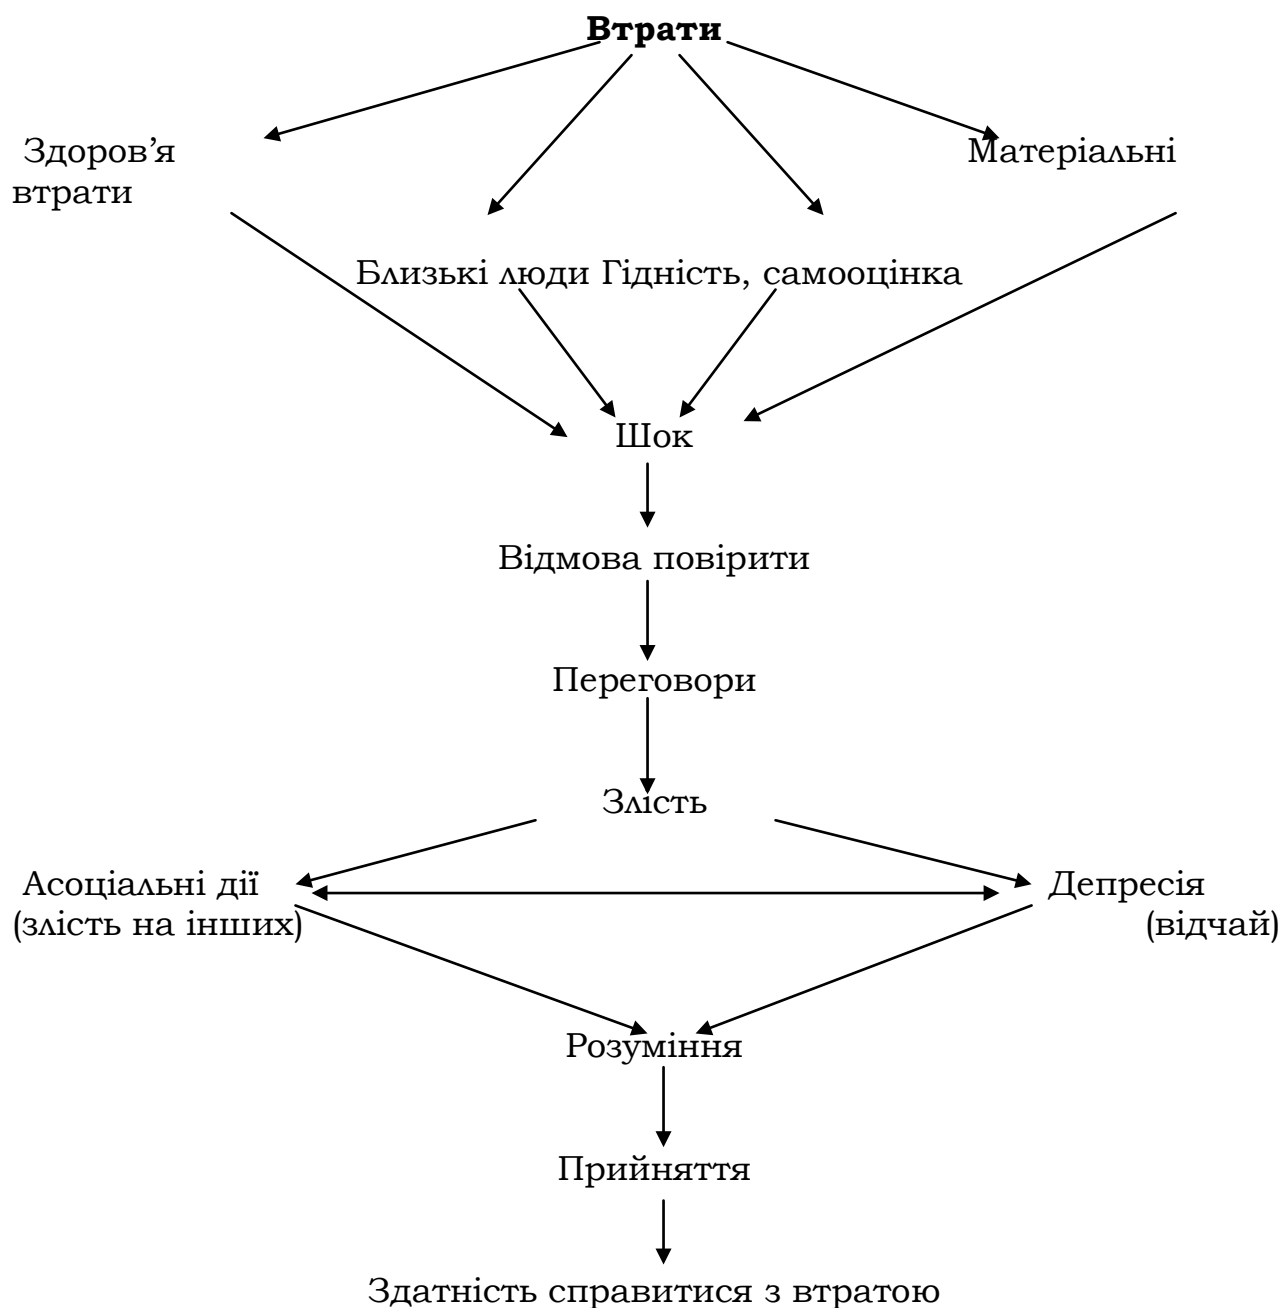 Втрати
Здоров’я Матеріальні
втрати
Близькі люди Гідність, самооцінка
Шок
Відмова повірити
Переговори
Злість
Асоціальні дії Депресія
(злість на інших) (відчай)
Розуміння
Прийняття
Здатність справитися з втратою